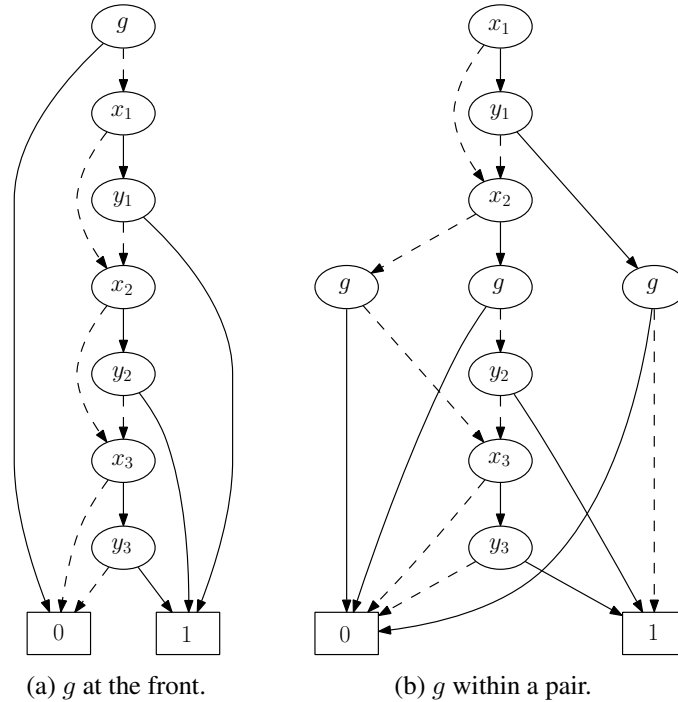 g
x₁
x₁
y₁
y₁
x₂
x₂
g
g
g
y₂
y₂
x₃
x₃
y₃
y₃
0
1
0
1
(a) g at the front.
(b) g within a pair.